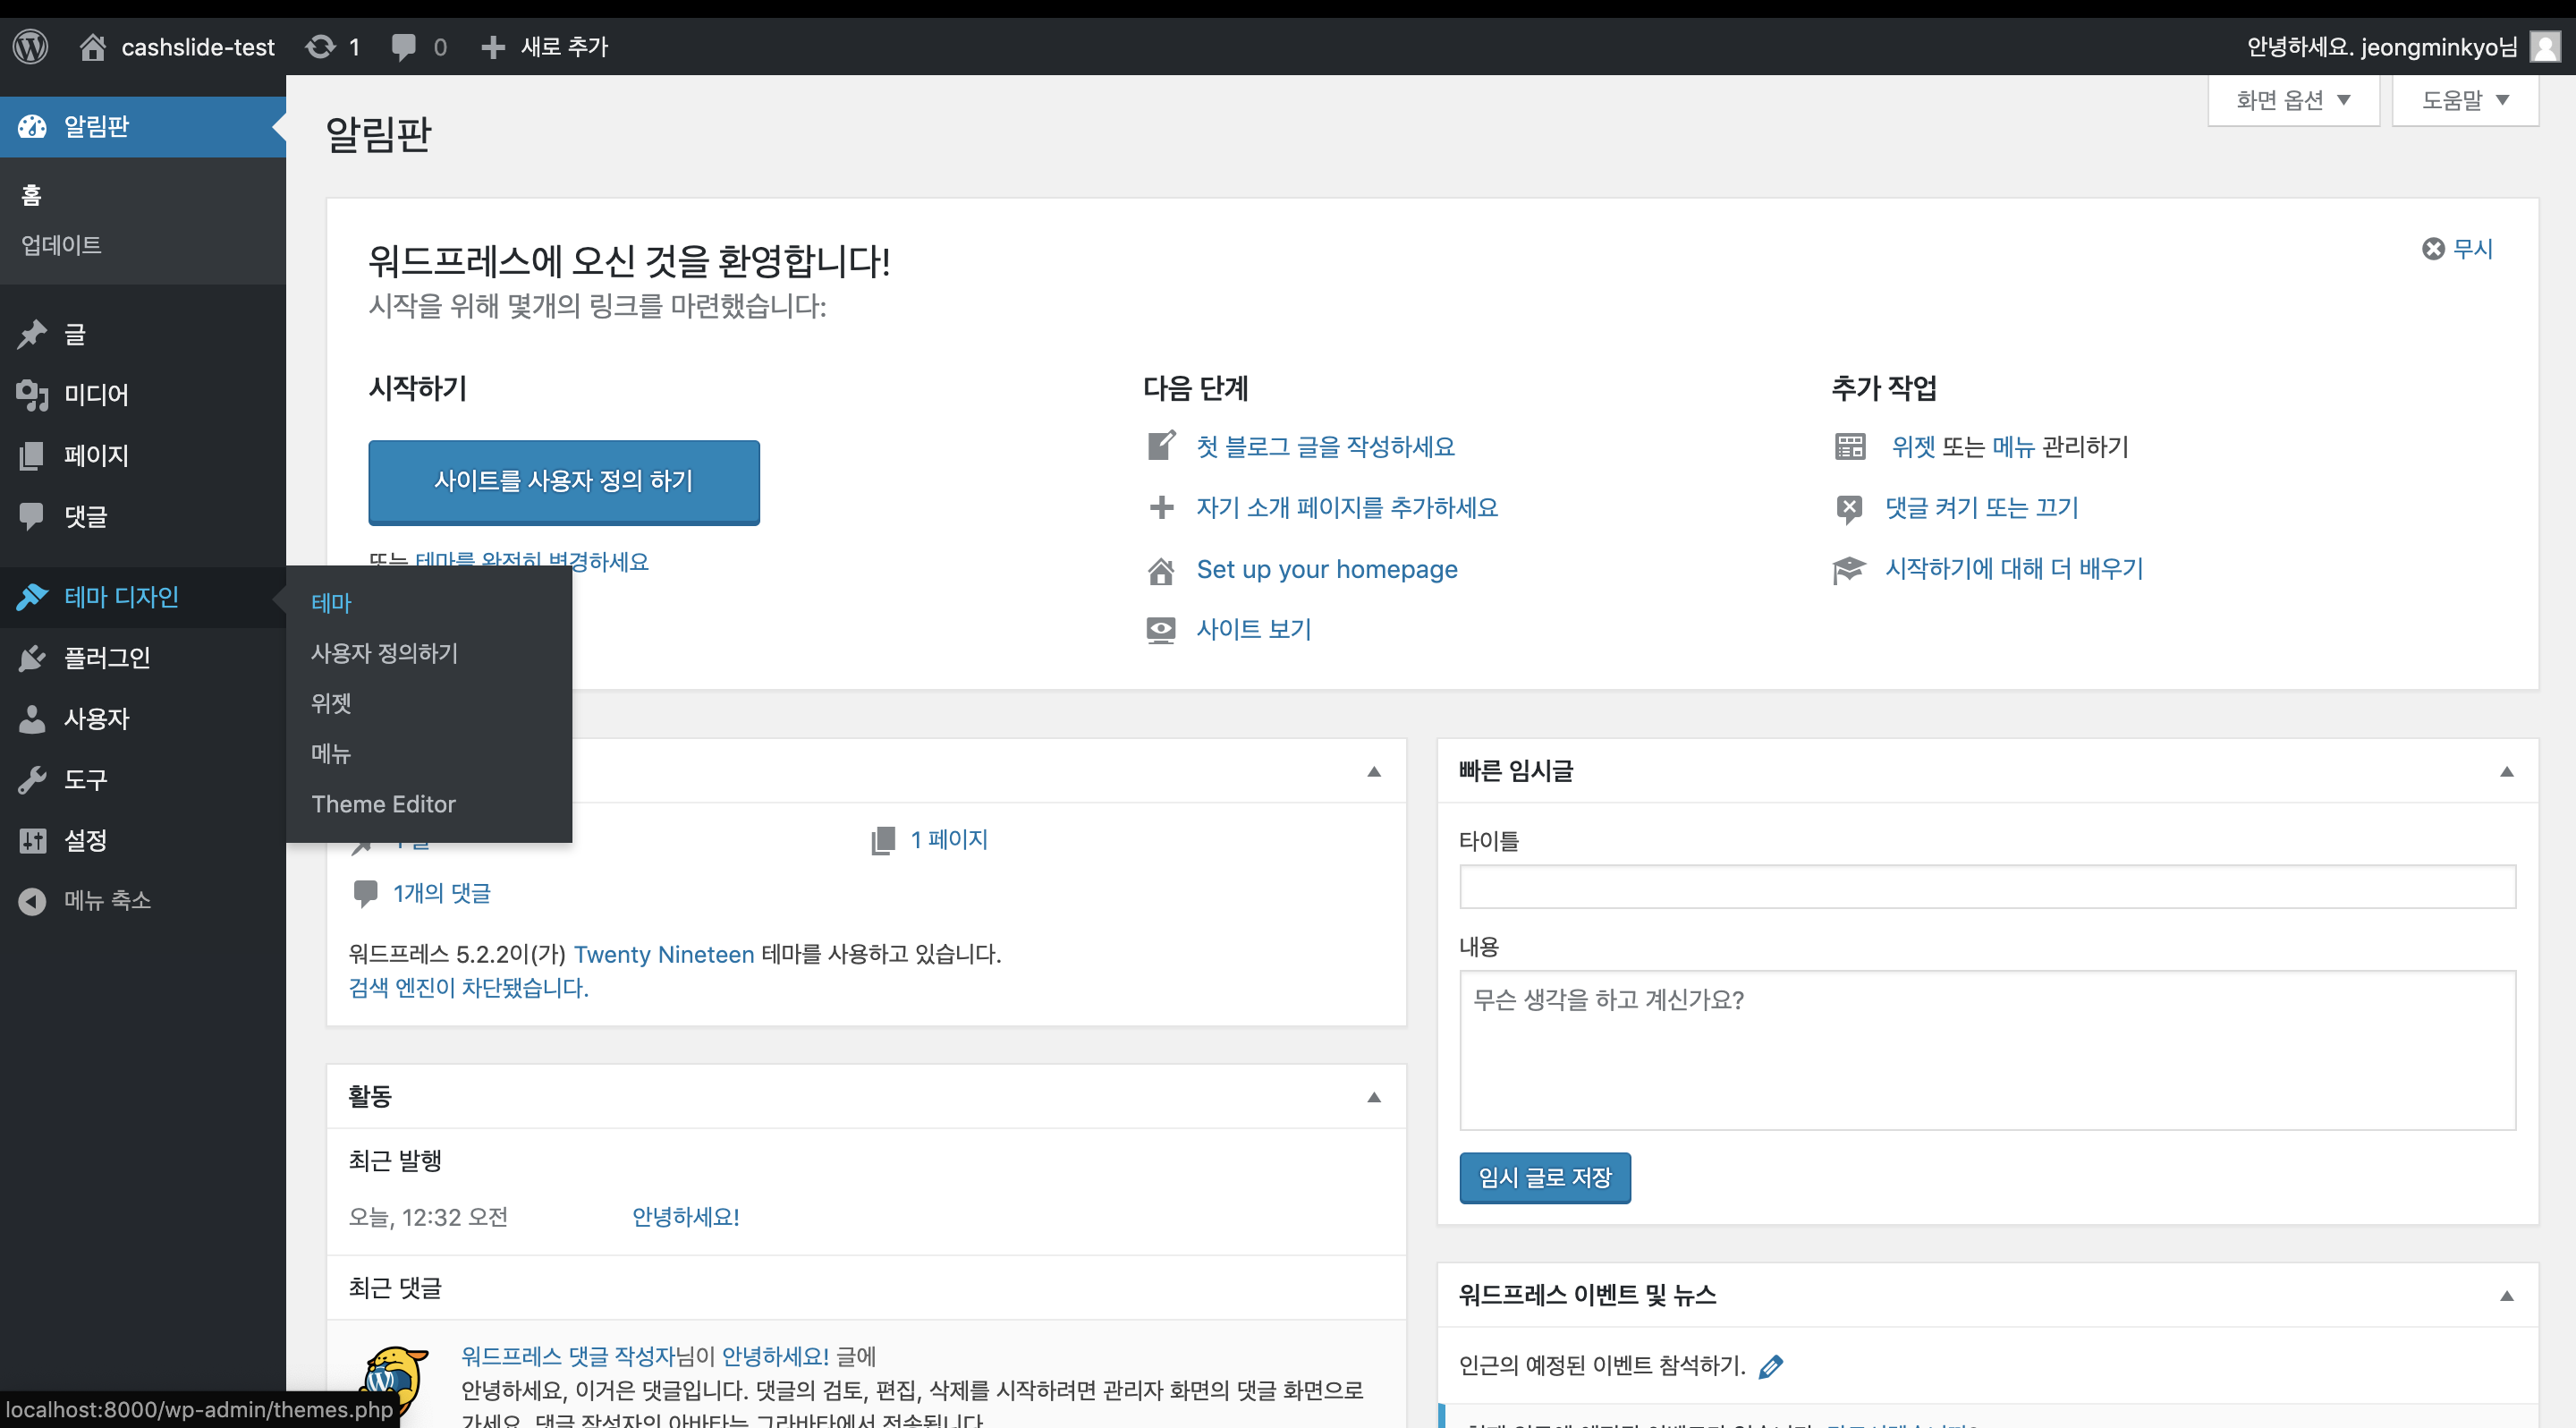 cashslide-test 1 0 새로 추가 안녕하세요. jeongminkyo님
알림판
홈
업데이트
글
미디어
페이지
댓글
테마 디자인
플러그인
사용자
도구
설정
메뉴 축소
테마
사용자 정의하기
위젯
메뉴
Theme Editor
화면 옵션 도움말
알림판
무시
워드프레스에 오신 것을 환영합니다!
시작을 위해 몇개의 링크를 마련했습니다:
시작하기
사이트를 사용자 정의 하기
또는 테마를 완전히 변경하세요
다음 단계
첫 블로그 글을 작성하세요
자기 소개 페이지를 추가하세요
Set up your homepage
사이트 보기
추가 작업
위젯 또는 메뉴 관리하기
댓글 켜기 또는 끄기
시작하기에 대해 더 배우기
1 글 1 페이지
1개의 댓글
워드프레스 5.2.2이(가) Twenty Nineteen 테마를 사용하고 있습니다.
검색 엔진이 차단됐습니다.
활동
최근 발행
오늘, 12:32 오전 안녕하세요!
최근 댓글
워드프레스 댓글 작성자님이 안녕하세요! 글에
안녕하세요, 이거은 댓글입니다. 댓글의 검토, 편집, 삭제를 시작하려면 관리자 화면의 댓글 화면으로
가세요. 댓글 작성자의 아바타는 그라바타에서 전송됩니다.
빠른 임시글
타이틀
내용
무슨 생각을 하고 계신가요?
임시 글로 저장
워드프레스 이벤트 및 뉴스
인근의 예정된 이벤트 참석하기.
localhost:8000/wp-admin/themes.php